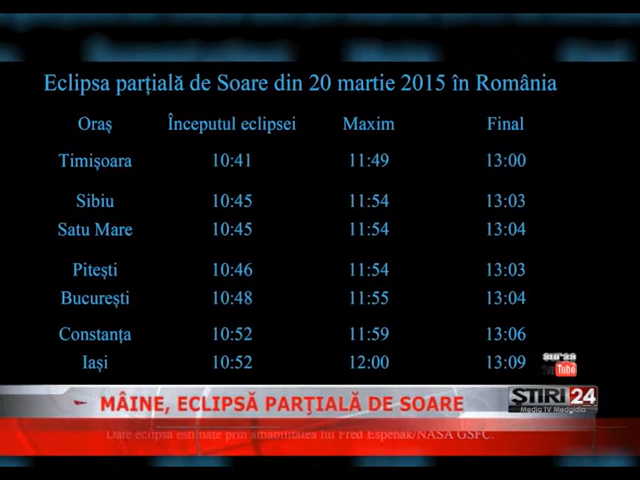 Eclipsa parțială de Soare din 20 martie 2015 în România
Oraș Începutul eclipsei Maxim Final
Timișoara 10:41 11:49 13:00
Sibiu 10:45 11:54 13:03
Satu Mare 10:45 11:54 13:04
Pitești 10:46 11:54 13:03
București 10:48 11:55 13:04
Constanța 10:52 11:59 13:06
Iași 10:52 12:00 13:09
Tube
MÂINE, ECLIPSĂ PARŢIALĂ DE SOARE
ŞTIRI 24
Media TV Medgidia
Date eclipsă estimate prin amabilitatea lui Fred Espenak/NASA GSFC.